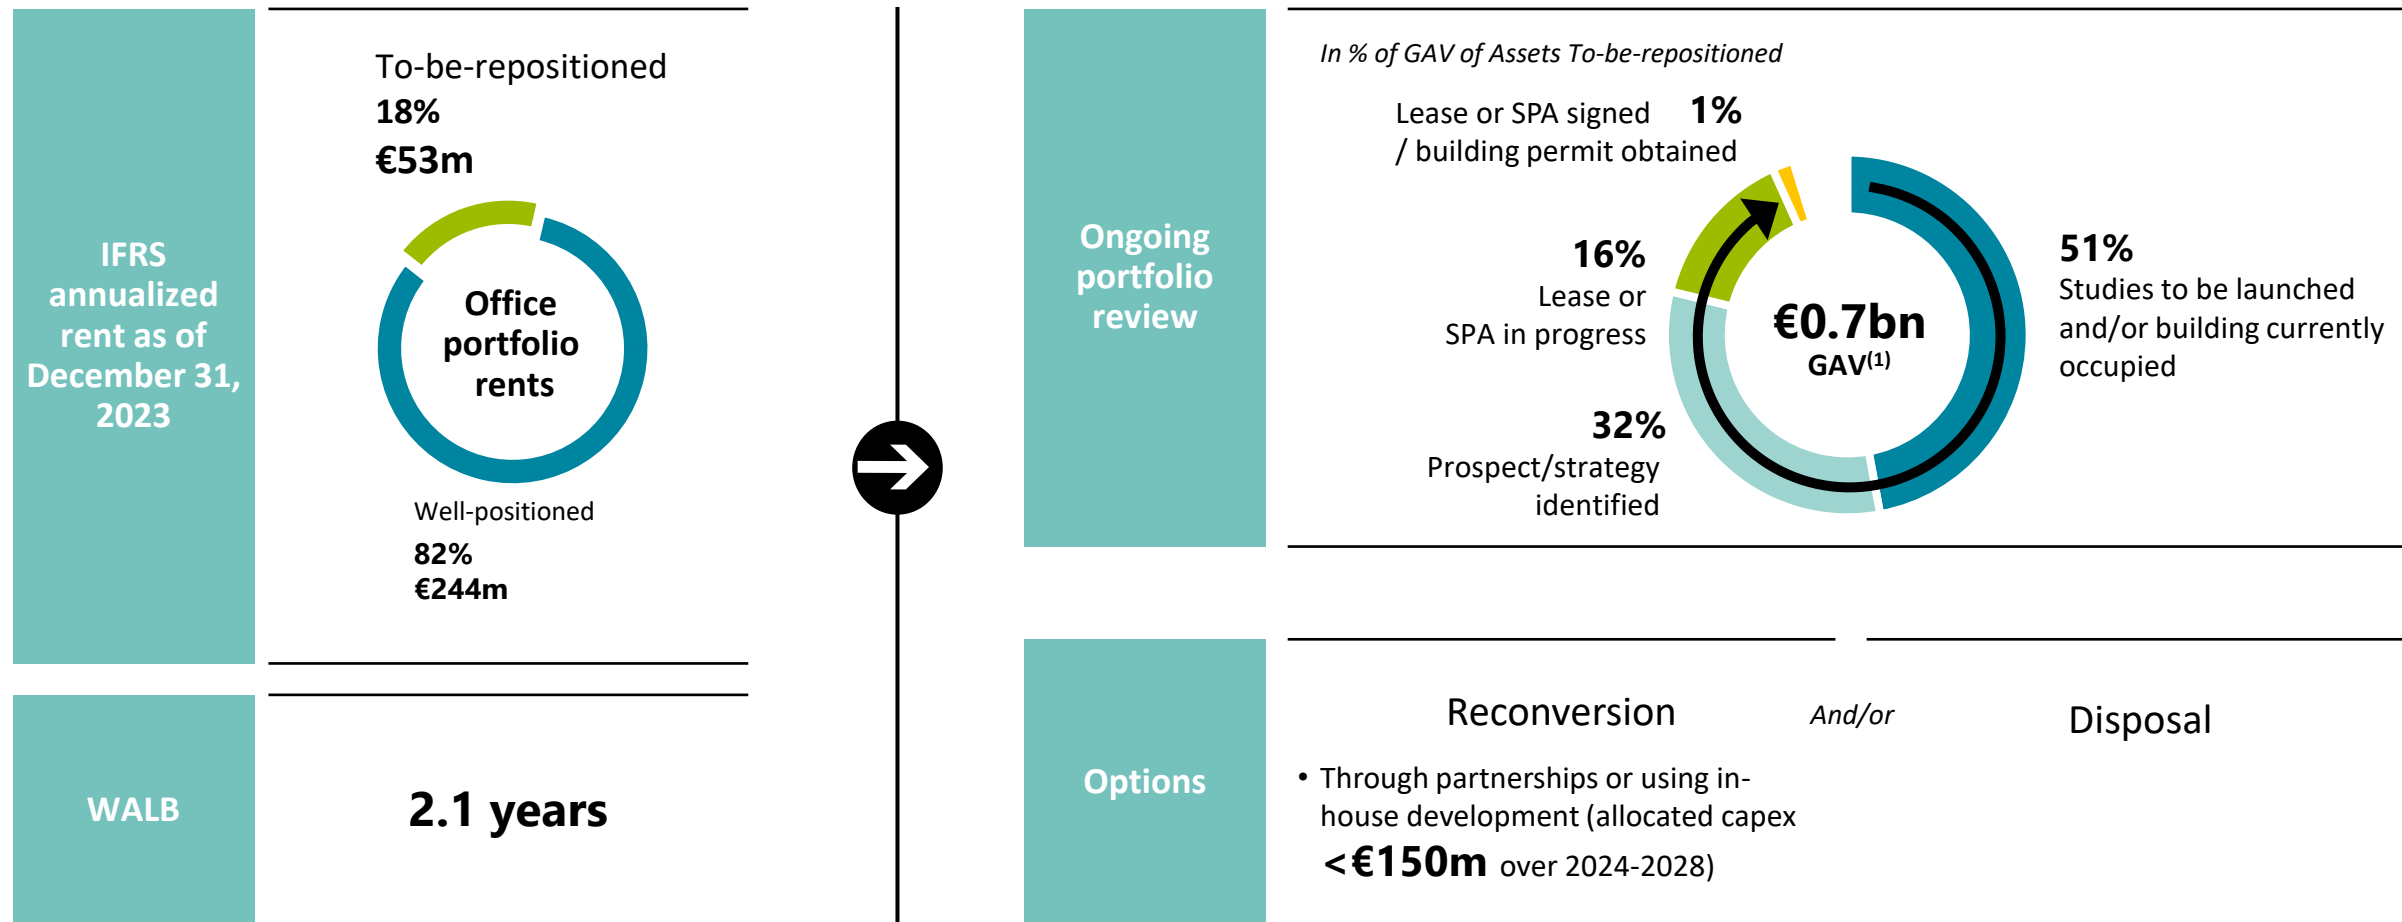 IFRS
annualized
rent as of
December 31,
2023
To-be-repositioned
18%
€53m
Office
portfolio
rents
Well-positioned
82%
€244m
WALB
2.1 years
Ongoing
portfolio
review
In % of GAV of Assets To-be-repositioned
Lease or SPA signed 1%
/ building permit obtained
16%
Lease or
SPA in progress
32%
Prospect/strategy
identified
€0.7bn
GAV(1)
51%
Studies to be launched
and/or building currently
occupied
Options
Reconversion And/or Disposal
• Through partnerships or using in-
house development (allocated capex
<€150m over 2024-2028)